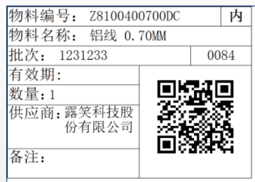 物料编号: Z8100400700DC 内
物料名称: 铝线 0.70MM
批次: 1231233 0084
有效期:
数量:1
供应商:露笑科技股
份有限公司
备注: